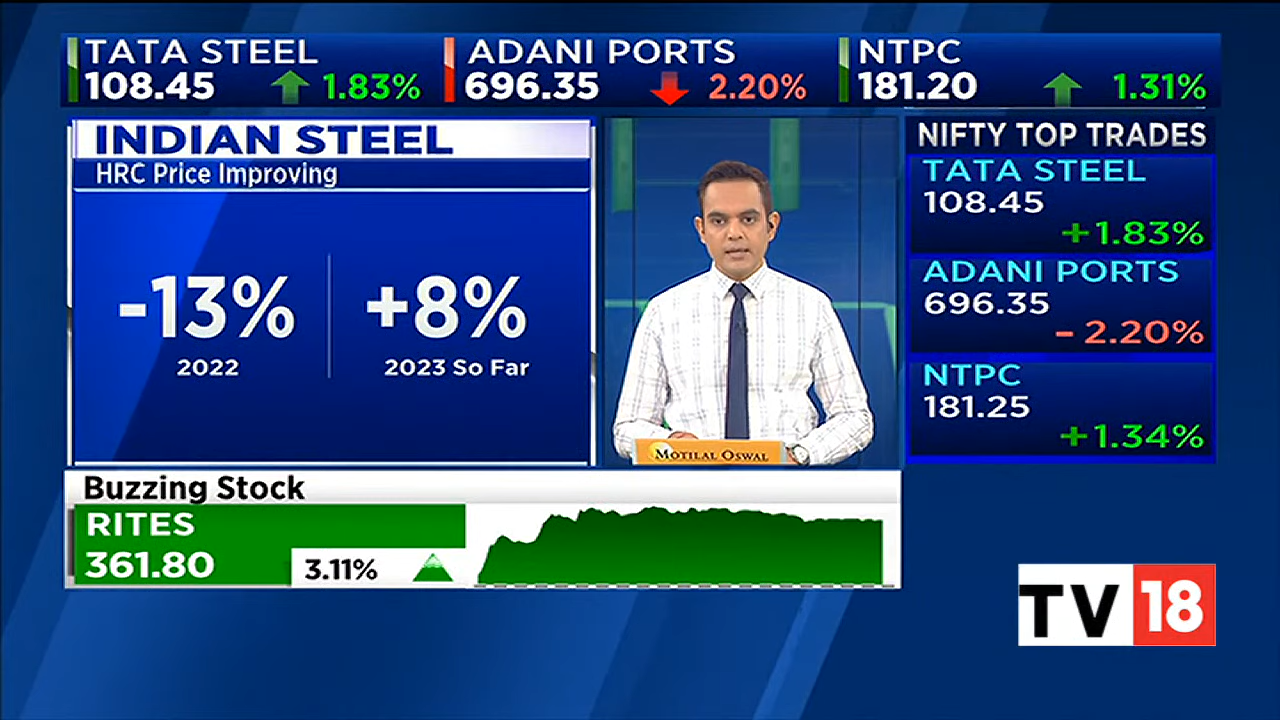 TATA STEEL
108.45 1.83%
ADANI PORTS
696.35 2.20%
NTPC
181.20 1.31%
INDIAN STEEL
HRC Price Improving
-13%
2022
+8%
2023 So Far
MOTILAL OSWAL
NIFTY TOP TRADES
TATA STEEL
108.45
+1.83%
ADANI PORTS
696.35
- 2.20%
NTPC
181.25
+1.34%
Buzzing Stock
RITES
361.80
3.11%
TV18